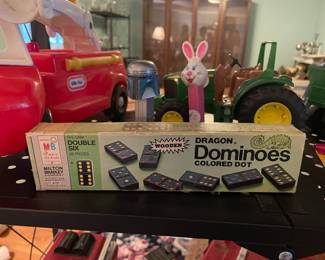 Little Tikes
MB
DOUBLE
SIX
MILTON
BRADLEY
WOODEN
DRAGON
Dominoes
COLORED DOT